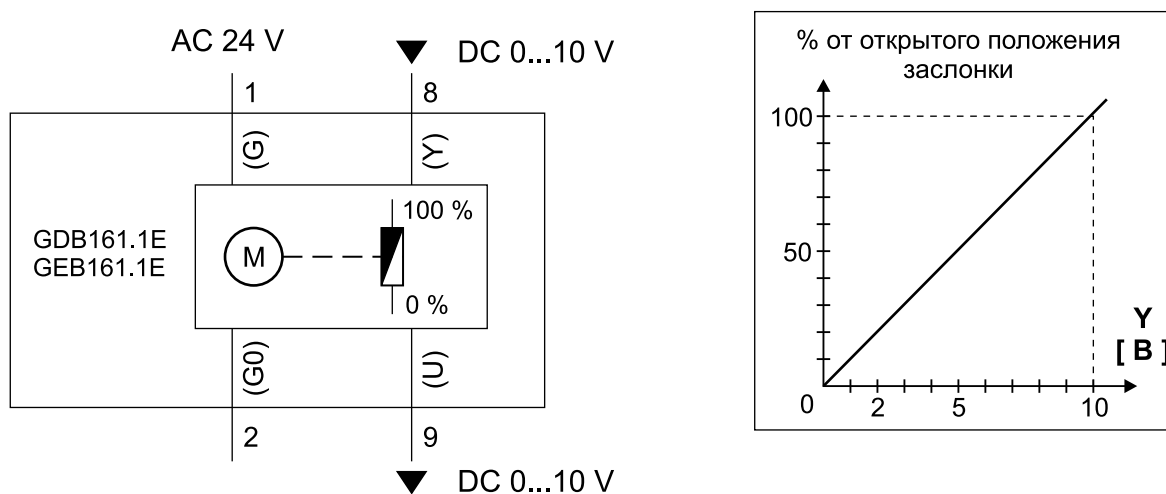 AC 24 V
DC 0...10 V
1
8
(G)
(Y)
GDB161.1E
GEB161.1E
M
100 %
0 %
(G0)
(U)
2
9
DC 0...10 V
% от открытого положения
заслонки
100
50
Y
[ B ]
0
2
5
10